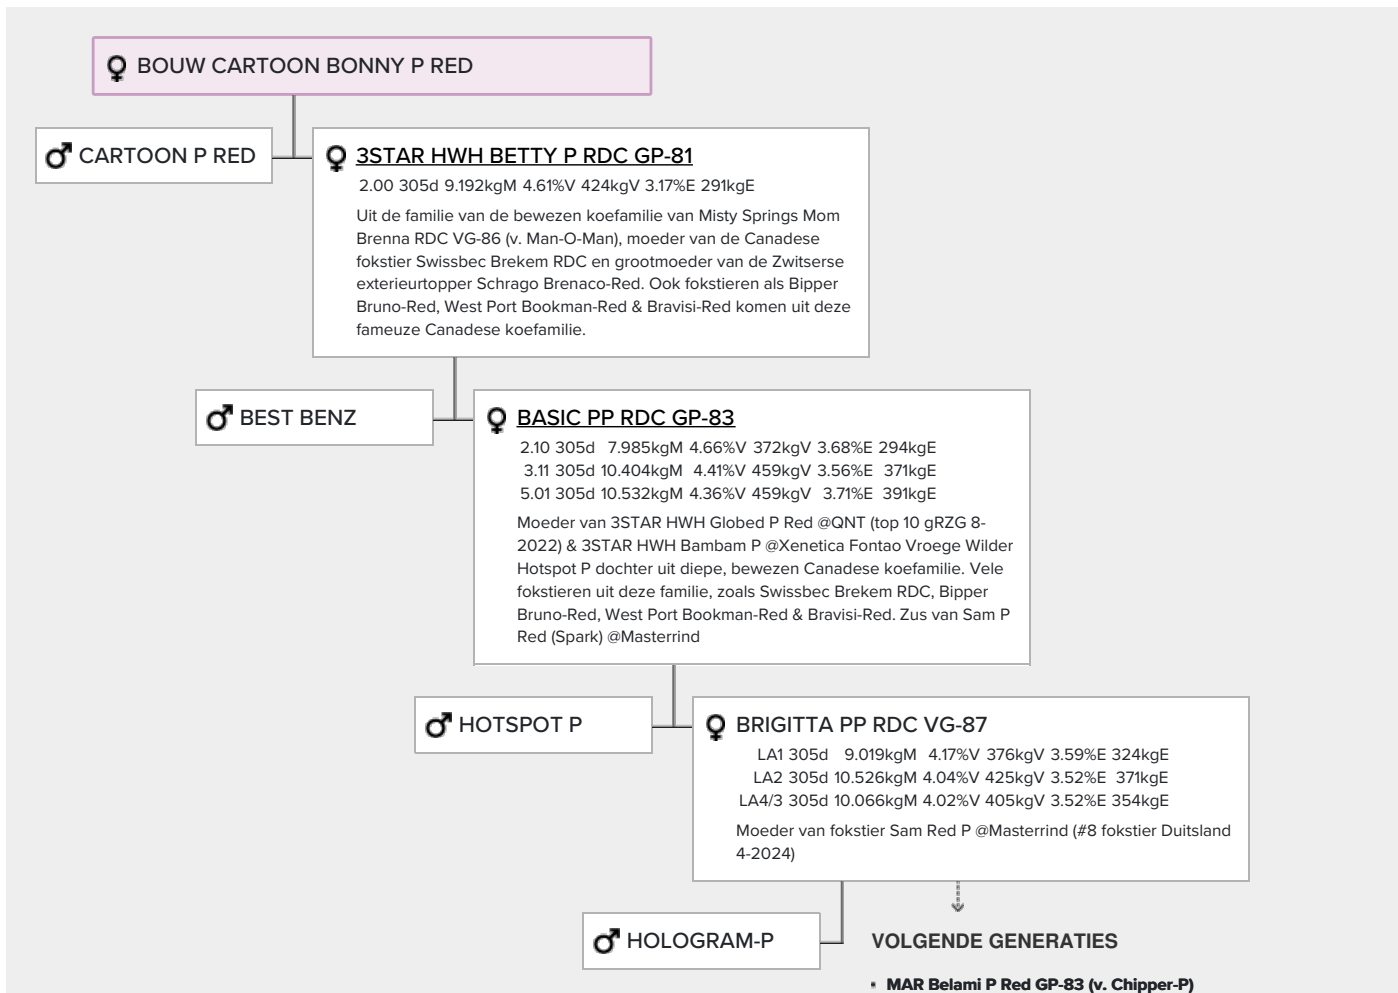 BOUW CARTOON BONNY P RED
CARTOON P RED
3STAR HWH BETTY P RDC GP-81
2.00 305d 9.192kgM 4.61%V 424kgV 3.17%E 291kgE
Uit de familie van de bewezen koefamilie van Misty Springs Mom
Brenna RDC VG-86 (v. Man-O-Man), moeder van de Canadese
fokstier Swissbec Brekem RDC en grootmoeder van de Zwitserse
exterieurtopper Schrago Brenaco-Red. Ook fokstieren als Bipper
Bruno-Red, West Port Bookman-Red & Bravisi-Red komen uit deze
fameuze Canadese koefamilie.
BEST BENZ
BASIC PP RDC GP-83
2.10 305d 7.985kgM 4.66%V 372kgV 3.68%E 294kgE
3.11 305d 10.404kgM 4.41%V 459kgV 3.56%E 371kgE
5.01 305d 10.532kgM 4.36%V 459kgV 3.71%E 391kgE
Moeder van 3STAR HWH Globed P Red @QNT (top 10 gRZG 8-
2022) & 3STAR HWH Bambam P @Xenetica Fontao Vroege Wilder
Hotspot P dochter uit diepe, bewezen Canadese koefamilie. Vele
fokstieren uit deze familie, zoals Swissbec Brekem RDC, Bipper
Bruno-Red, West Port Bookman-Red & Bravisi-Red. Zus van Sam P
Red (Spark) @Masterrind
HOTSPOT P
BRIGITTA PP RDC VG-87
LA1 305d 9.019kgM 4.17%V 376kgV 3.59%E 324kgE
LA2 305d 10.526kgM 4.04%V 425kgV 3.52%E 371kgE
LA4/3 305d 10.066kgM 4.02%V 405kgV 3.52%E 354kgE
Moeder van fokstier Sam Red P @Masterrind (#8 fokstier Duitsland
4-2024)
HOLOGRAM-P
VOLGENDE GENERATIES
▪ MAR Belami P Red GP-83 (v. Chipper-P)